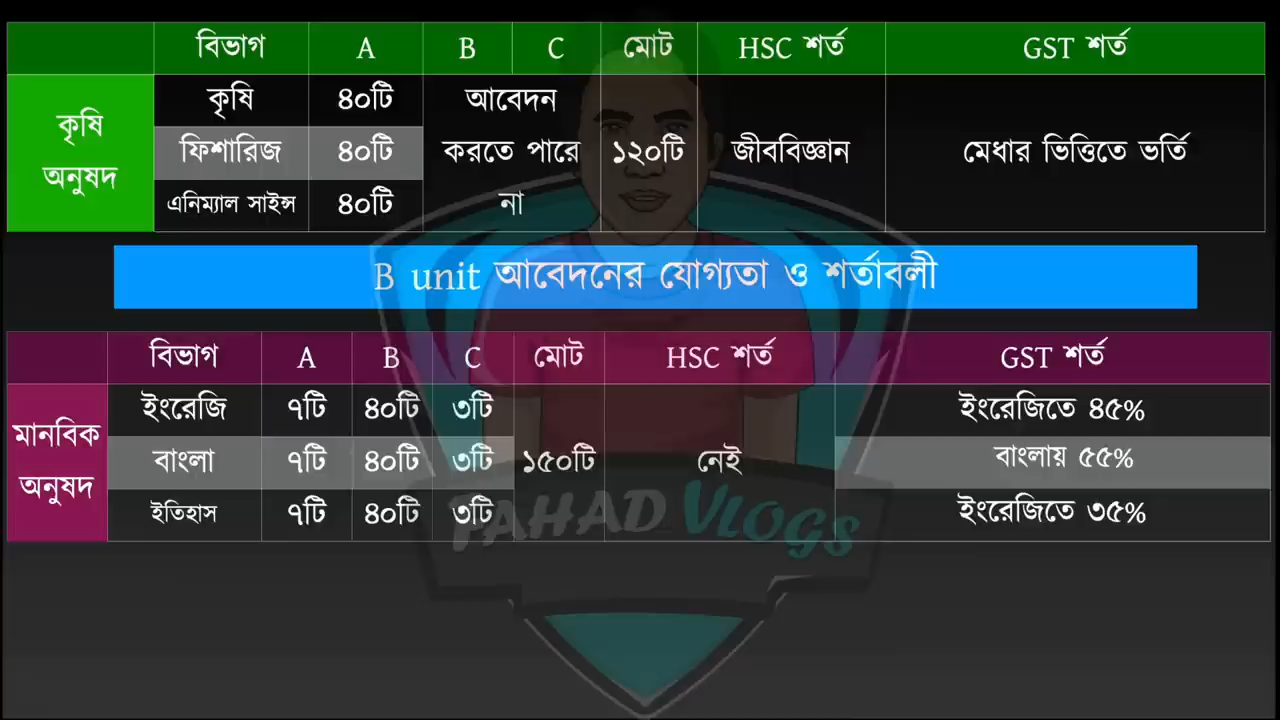 বিভাগ A B C মোট HSC শর্ত GST শর্ত
কৃষি অনুষদ কৃষি ৪০টি আবেদন করতে পারে না ১২০টি জীববিজ্ঞান মেধার ভিত্তিতে ভর্তি
ফিশারিজ ৪০টি
এনিম্যাল সাইন্স ৪০টি
B unit আবেদনের যোগ্যতা ও শর্তাবলী
বিভাগ A B C মোট HSC শর্ত GST শর্ত
মানবিক অনুষদ ইংরেজি ৭টি ৪০টি ৩টি ১৫০টি নেই ইংরেজিতে ৪৫%
বাংলা ৭টি ৪০টি ৩টি বাংলায় ৫৫%
ইতিহাস ৭টি ৪০টি ৩টি ইংরেজিতে ৩৫%
FAHAD VLOGS